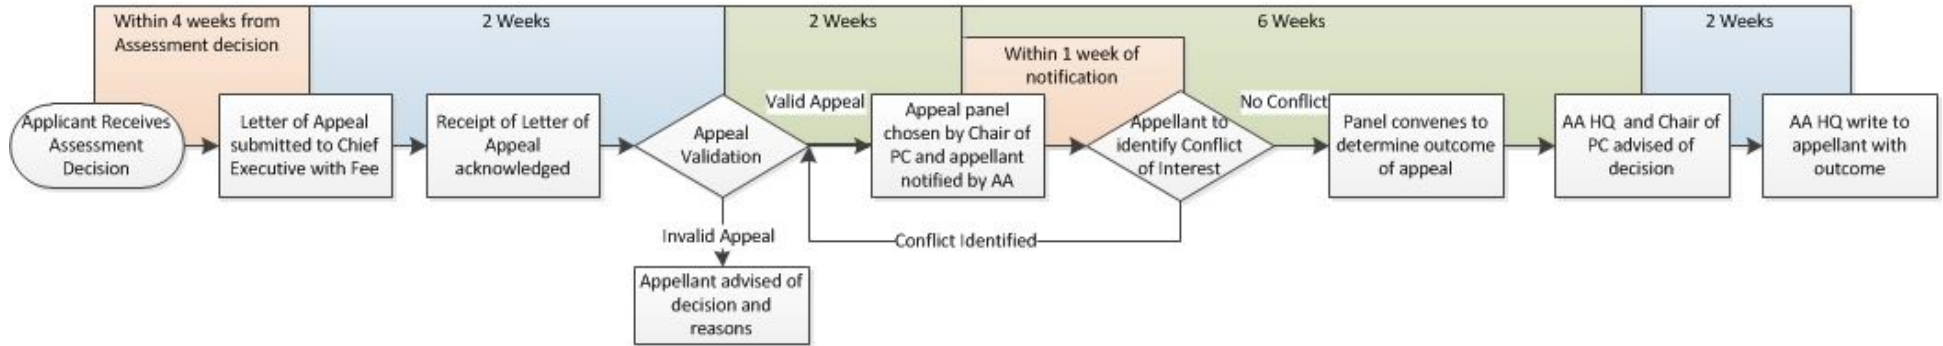 Within 4 weeks from
Assessment decision
2 Weeks
2 Weeks
6 Weeks
2 Weeks
Within 1 week of
notification
Applicant Receives
Assessment
Decision
Letter of Appeal
submitted to Chief
Executive with Fee
Receipt of Letter of
Appeal
acknowledged
Appeal
Validation
Valid Appeal
Appeal panel
chosen by Chair of
PC and appellant
notified by AA
Appellant to
identify Conflict
of Interest
No Conflict
Panel convenes to
determine outcome
of appeal
AA HQ and Chair of
PC advised of
decision
AA HQ write to
appellant with
outcome
Invalid Appeal
Conflict Identified
Appellant advised of
decision and
reasons